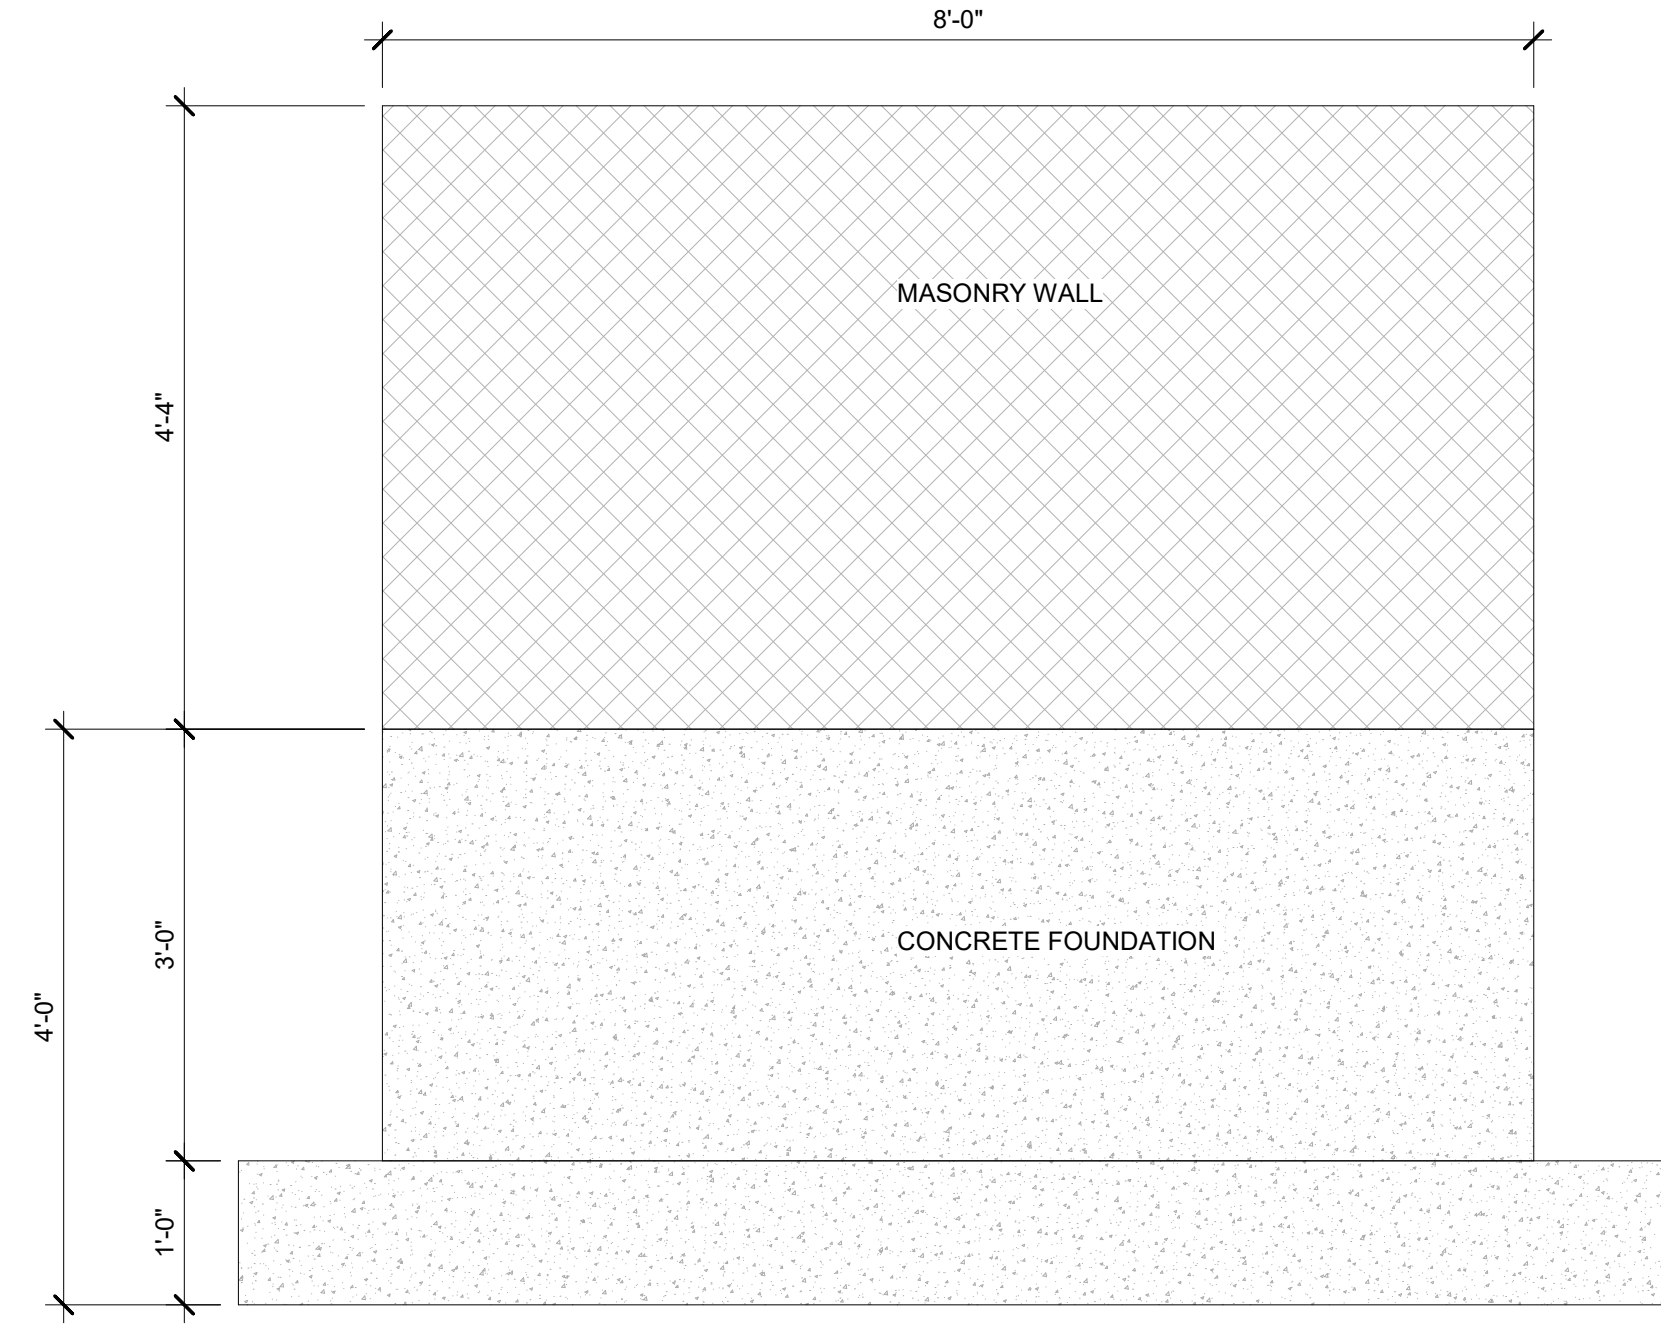 8'-0"
MASONRY WALL
4'-4"
CONCRETE FOUNDATION
3'-0"
4'-0"
1'-0"